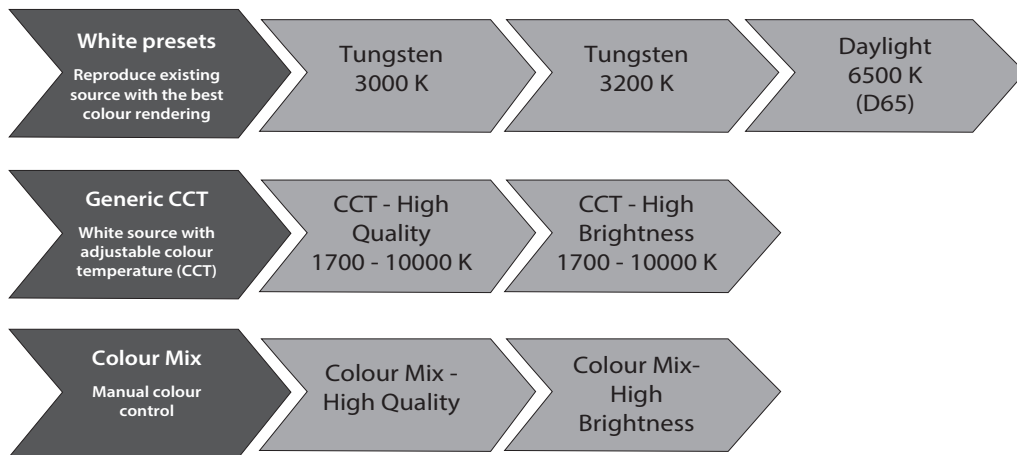 White presets
Reproduce existing
source with the best
colour rendering
Tungsten
3000 K
Tungsten
3200 K
Daylight
6500 K
(D65)
Generic CCT
White source with
adjustable colour
temperature (CCT)
CCT - High
Quality
1700 - 10000 K
CCT - High
Brightness
1700 - 10000 K
Colour Mix
Manual colour
control
Colour Mix -
High Quality
Colour Mix-
High
Brightness